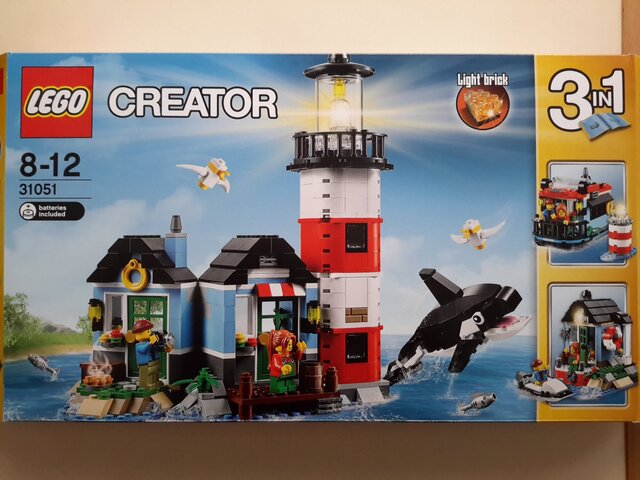 LEGO
CREATOR
8-12
31051
batteries
included
Light brick
3 IN 1